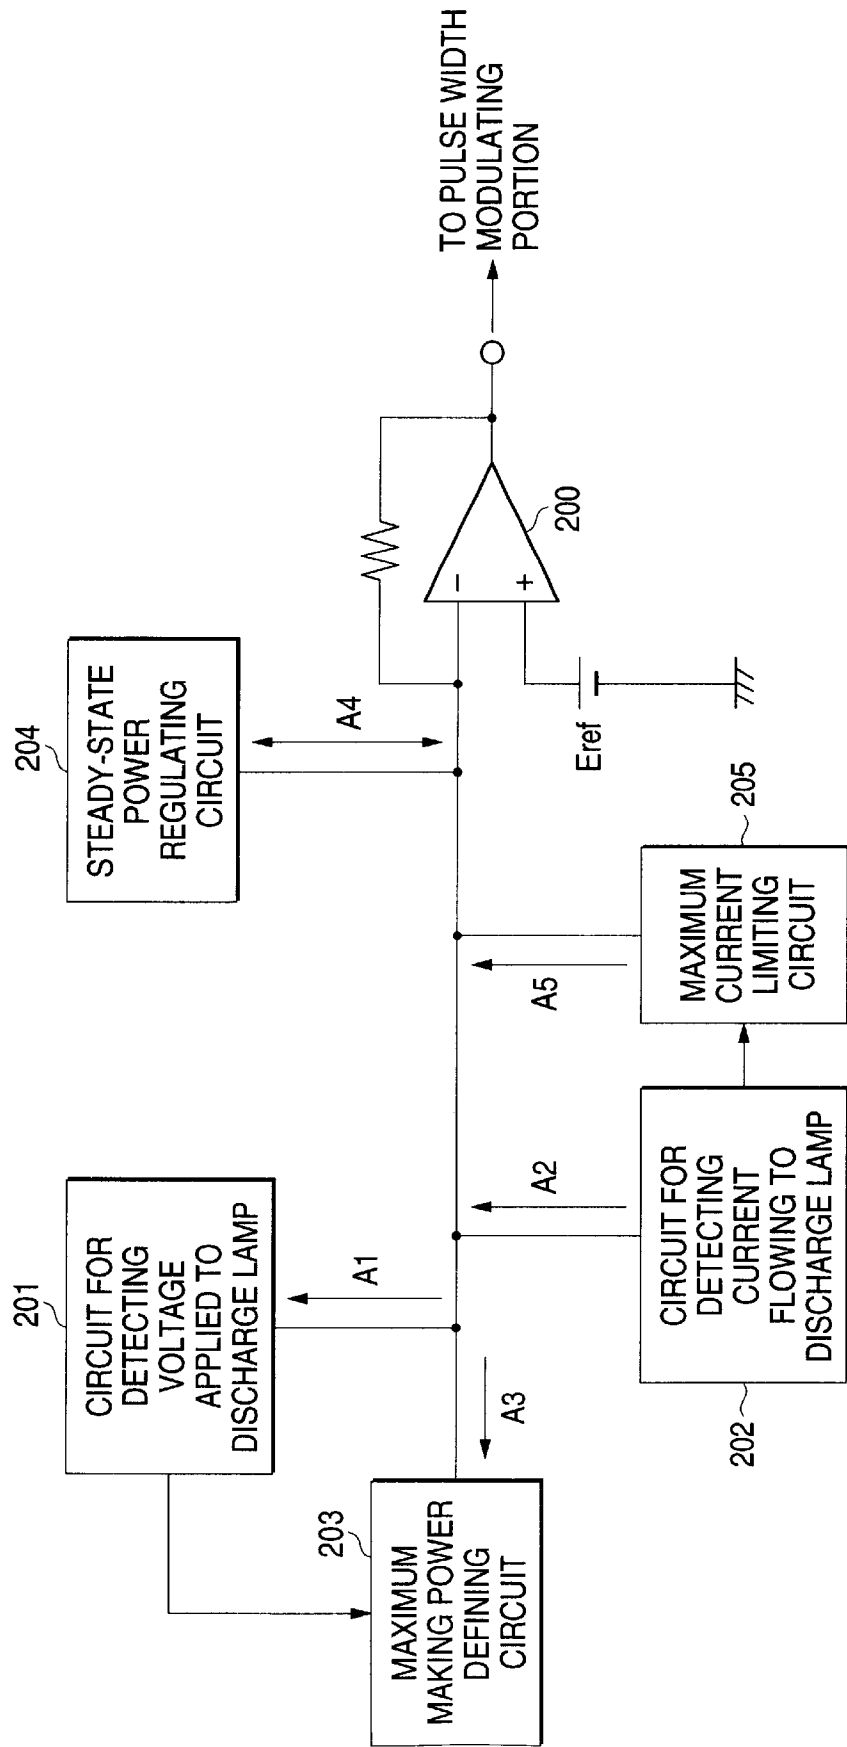 201
CIRCUIT FOR
DETECTING
VOLTAGE
APPLIED TO
DISCHARGE LAMP
204
STEADY-STATE
POWER
REGULATING
CIRCUIT
A1
A4
203
MAXIMUM
MAKING POWER
DEFINING
CIRCUIT
A3
A2
A5
−
+
200
TO PULSE WIDTH
MODULATING
PORTION
Eref
202
CIRCUIT FOR
DETECTING
CURRENT
FLOWING TO
DISCHARGE LAMP
205
MAXIMUM
CURRENT
LIMITING
CIRCUIT